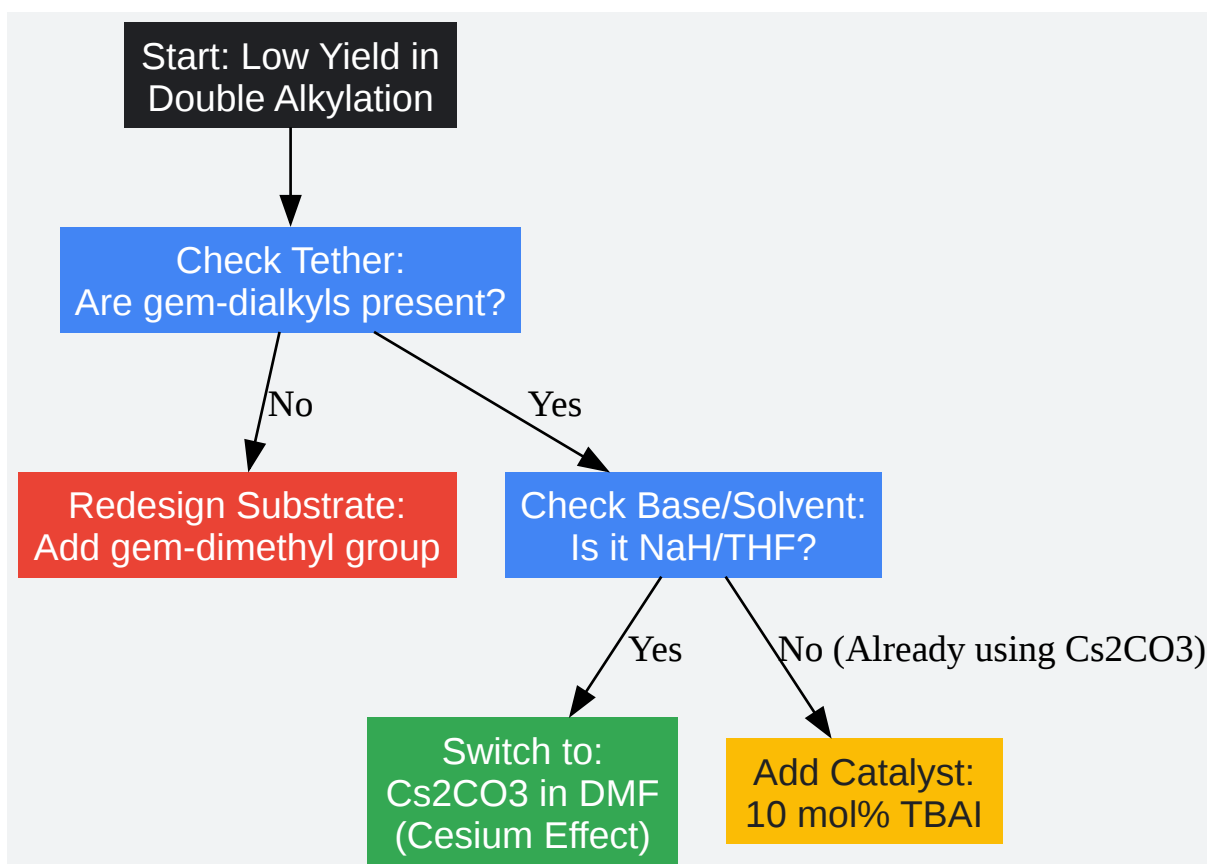 Start: Low Yield in
Double Alkylation
Check Tether:
Are gem-dialkyls present?
No
Yes
Redesign Substrate:
Add gem-dimethyl group
Check Base/Solvent:
Is it NaH/THF?
Yes
No (Already using Cs2CO3)
Switch to:
Cs2CO3 in DMF
(Cesium Effect)
Add Catalyst:
10 mol% TBAI